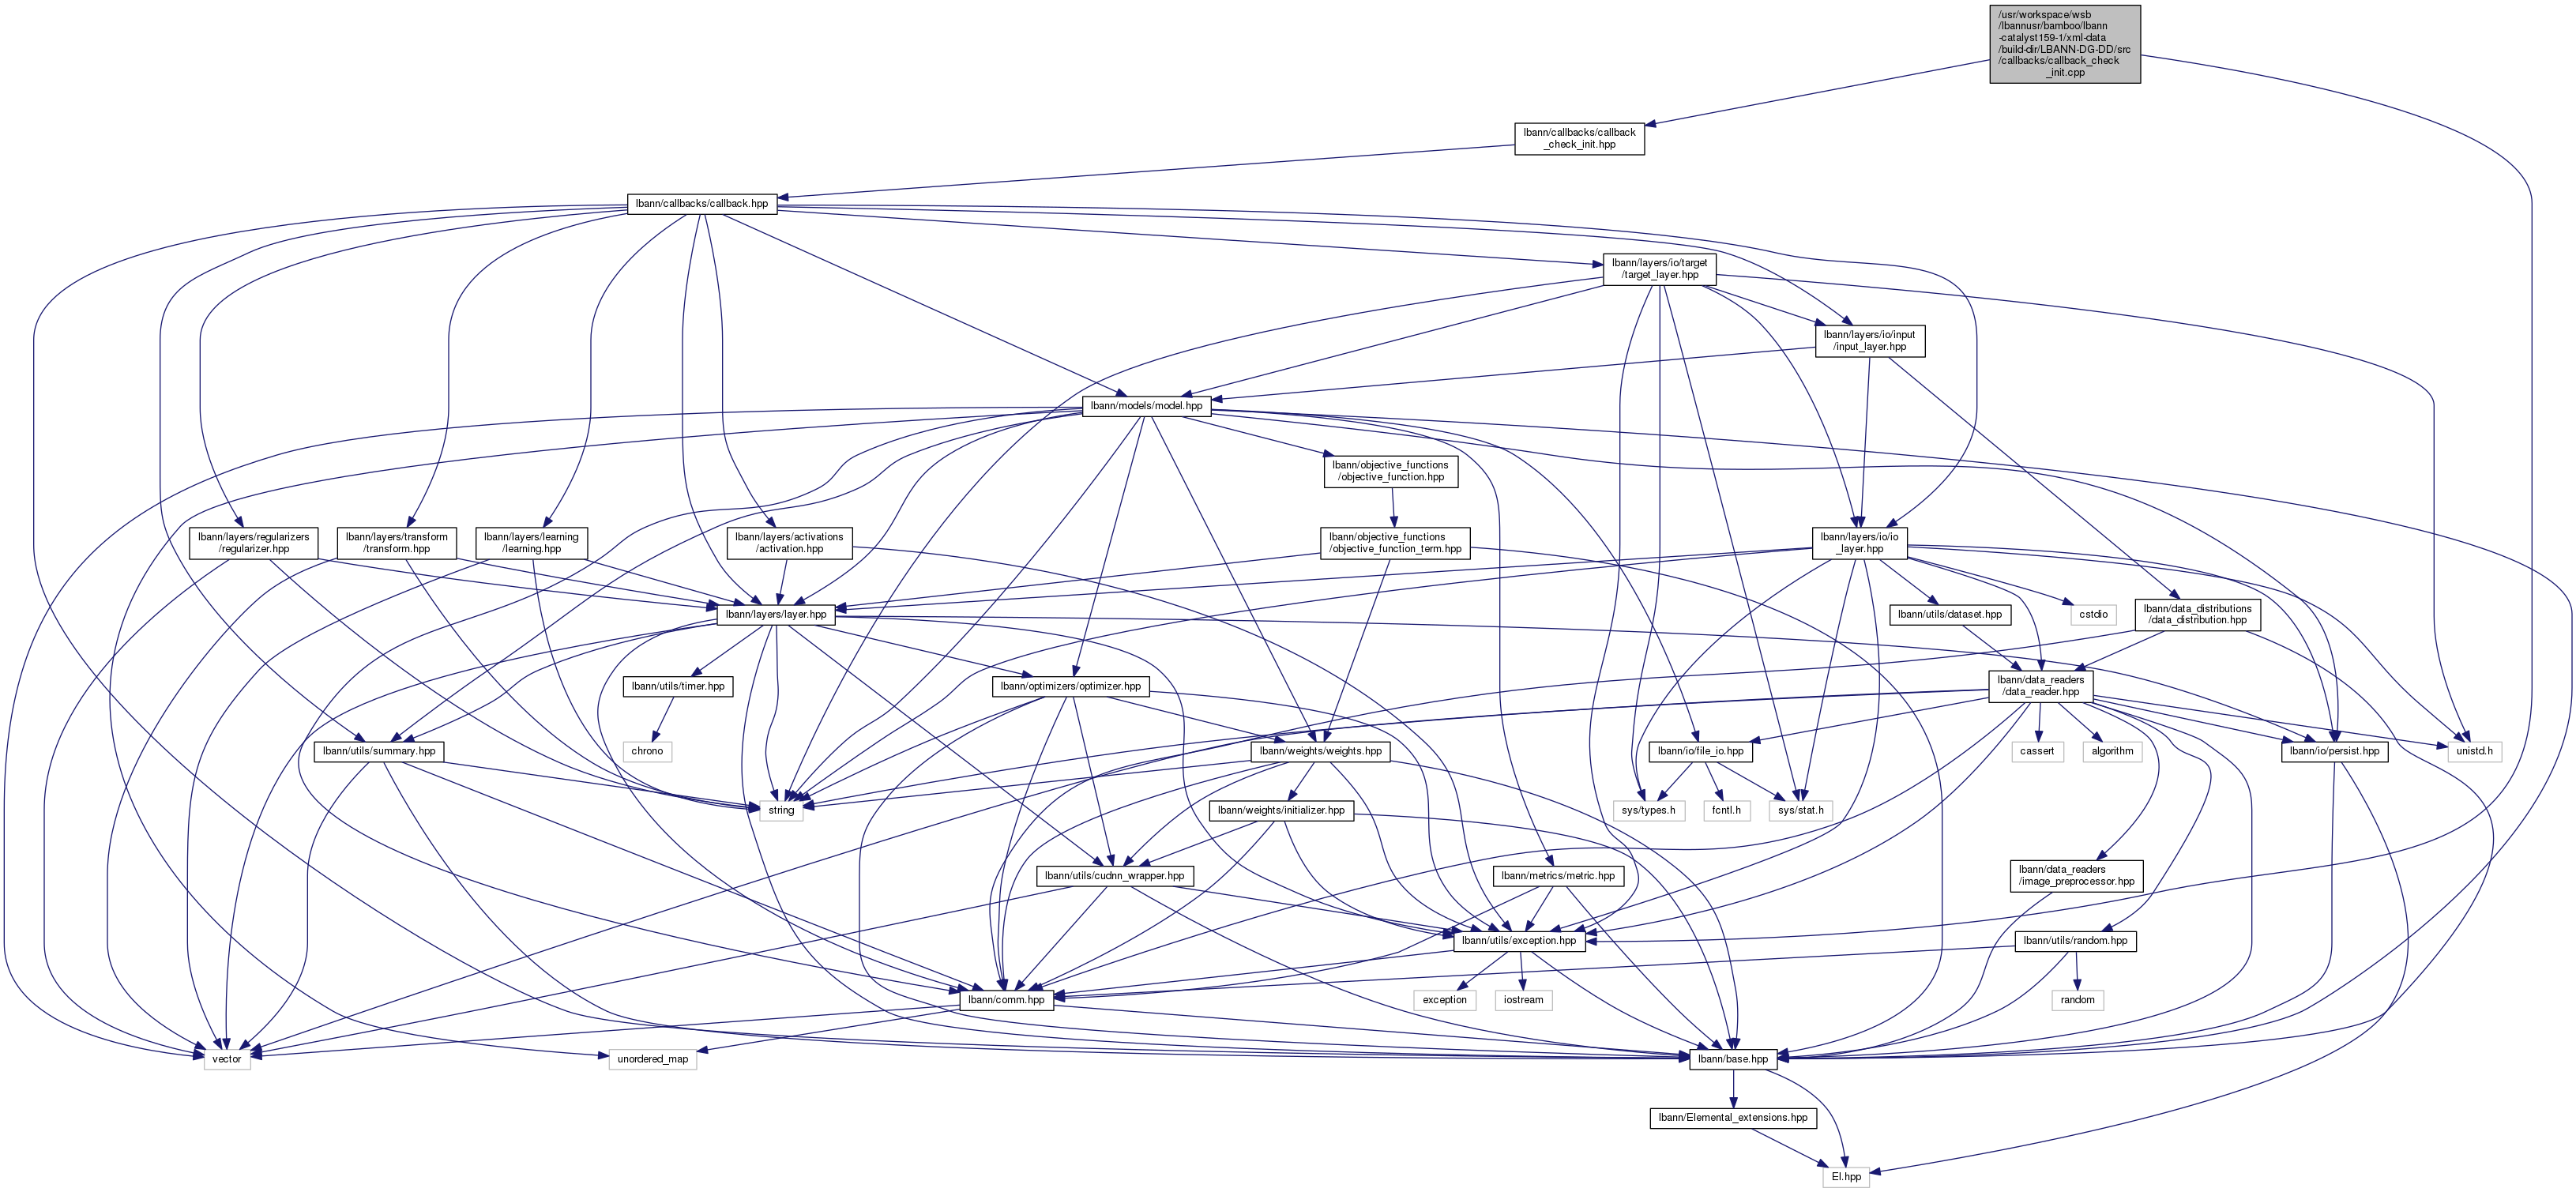 /usr/workspace/wsb
/lbannusr/bamboo/lbann
-catalyst159-1/xml-data
/build-dir/LBANN-DG-DD/src
/callbacks/callback_check
_init.cpp
lbann/callbacks/callback
_check_init.hpp
lbann/callbacks/callback.hpp
lbann/layers/io/target
/target_layer.hpp
lbann/layers/io/input
/input_layer.hpp
lbann/models/model.hpp
lbann/objective_functions
/objective_function.hpp
lbann/layers/regularizers
/regularizer.hpp
lbann/layers/transform
/transform.hpp
lbann/layers/learning
/learning.hpp
lbann/layers/activations
/activation.hpp
lbann/objective_functions
/objective_function_term.hpp
lbann/layers/io/io
_layer.hpp
lbann/layers/layer.hpp
lbann/utils/dataset.hpp
cstdio
lbann/data_distributions
/data_distribution.hpp
lbann/utils/timer.hpp
lbann/optimizers/optimizer.hpp
lbann/data_readers
/data_reader.hpp
lbann/utils/summary.hpp
chrono
lbann/weights/weights.hpp
lbann/io/file_io.hpp
cassert
algorithm
lbann/io/persist.hpp
unistd.h
string
lbann/weights/initializer.hpp
sys/types.h
fcntl.h
sys/stat.h
lbann/utils/cudnn_wrapper.hpp
lbann/metrics/metric.hpp
lbann/data_readers
/image_preprocessor.hpp
lbann/utils/exception.hpp
lbann/utils/random.hpp
lbann/comm.hpp
exception
iostream
random
vector
unordered_map
lbann/base.hpp
lbann/Elemental_extensions.hpp
El.hpp